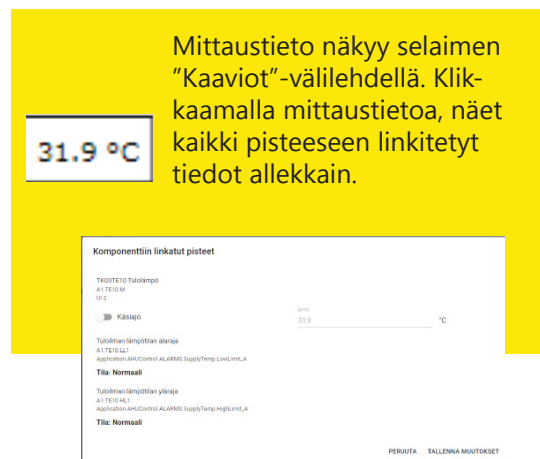 Mittaustieto näkyy selaimen
”Kaaviot”-välilehdellä. Klik-
kaamalla mittaustietoa, näet
kaikki pisteeseen linkitetyt
tiedot allekkain.
31.9 °C
Komponenttiin linkatut pisteet
TK09TE10 Tulolämpö
A1.TE10.M
UI 2
Käsiajo
Arvo
31,9 °C
Tuloilman lämpötilan alaraja
A1.TE10.LL1
Application.AHUControl.ALARMS.SupplyTemp.LowLimit_A
Tila: Normaali
Tuloilman lämpötilan yläraja
A1.TE10.HL1
Application.AHUControl.ALARMS.SupplyTemp.HighLimit_A
Tila: Normaali
PERUUTA TALLENNA MUUTOKSET